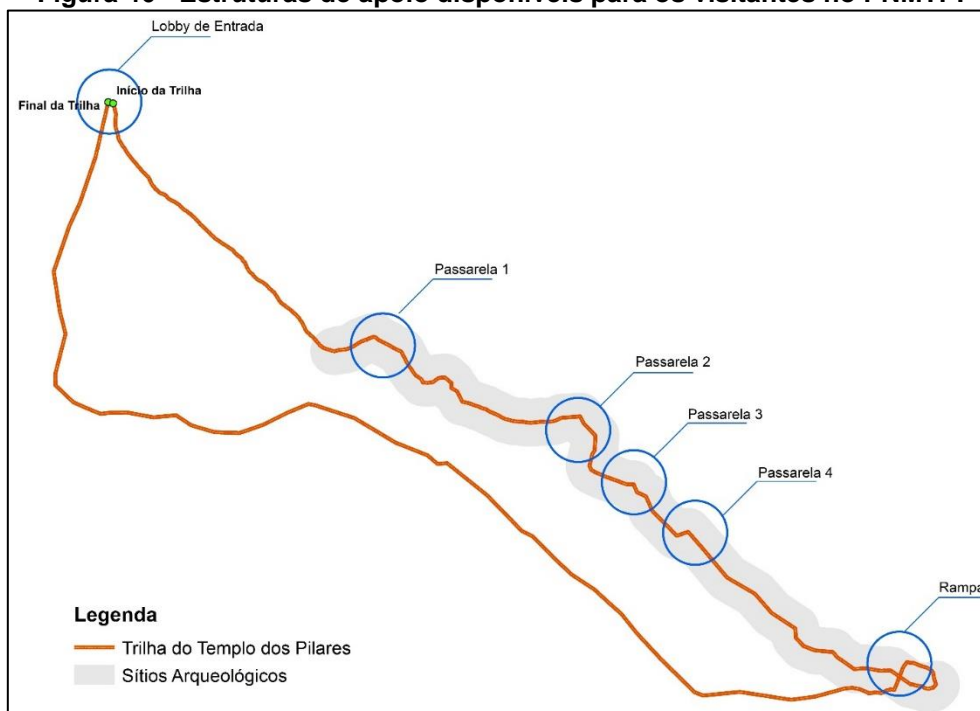 Lobby de Entrada
Início da Trilha
Final da Trilha
Passarela 1
Passarela 2
Passarela 3
Passarela 4
Rampa
Legenda
Trilha do Templo dos Pilares
Sítios Arqueológicos